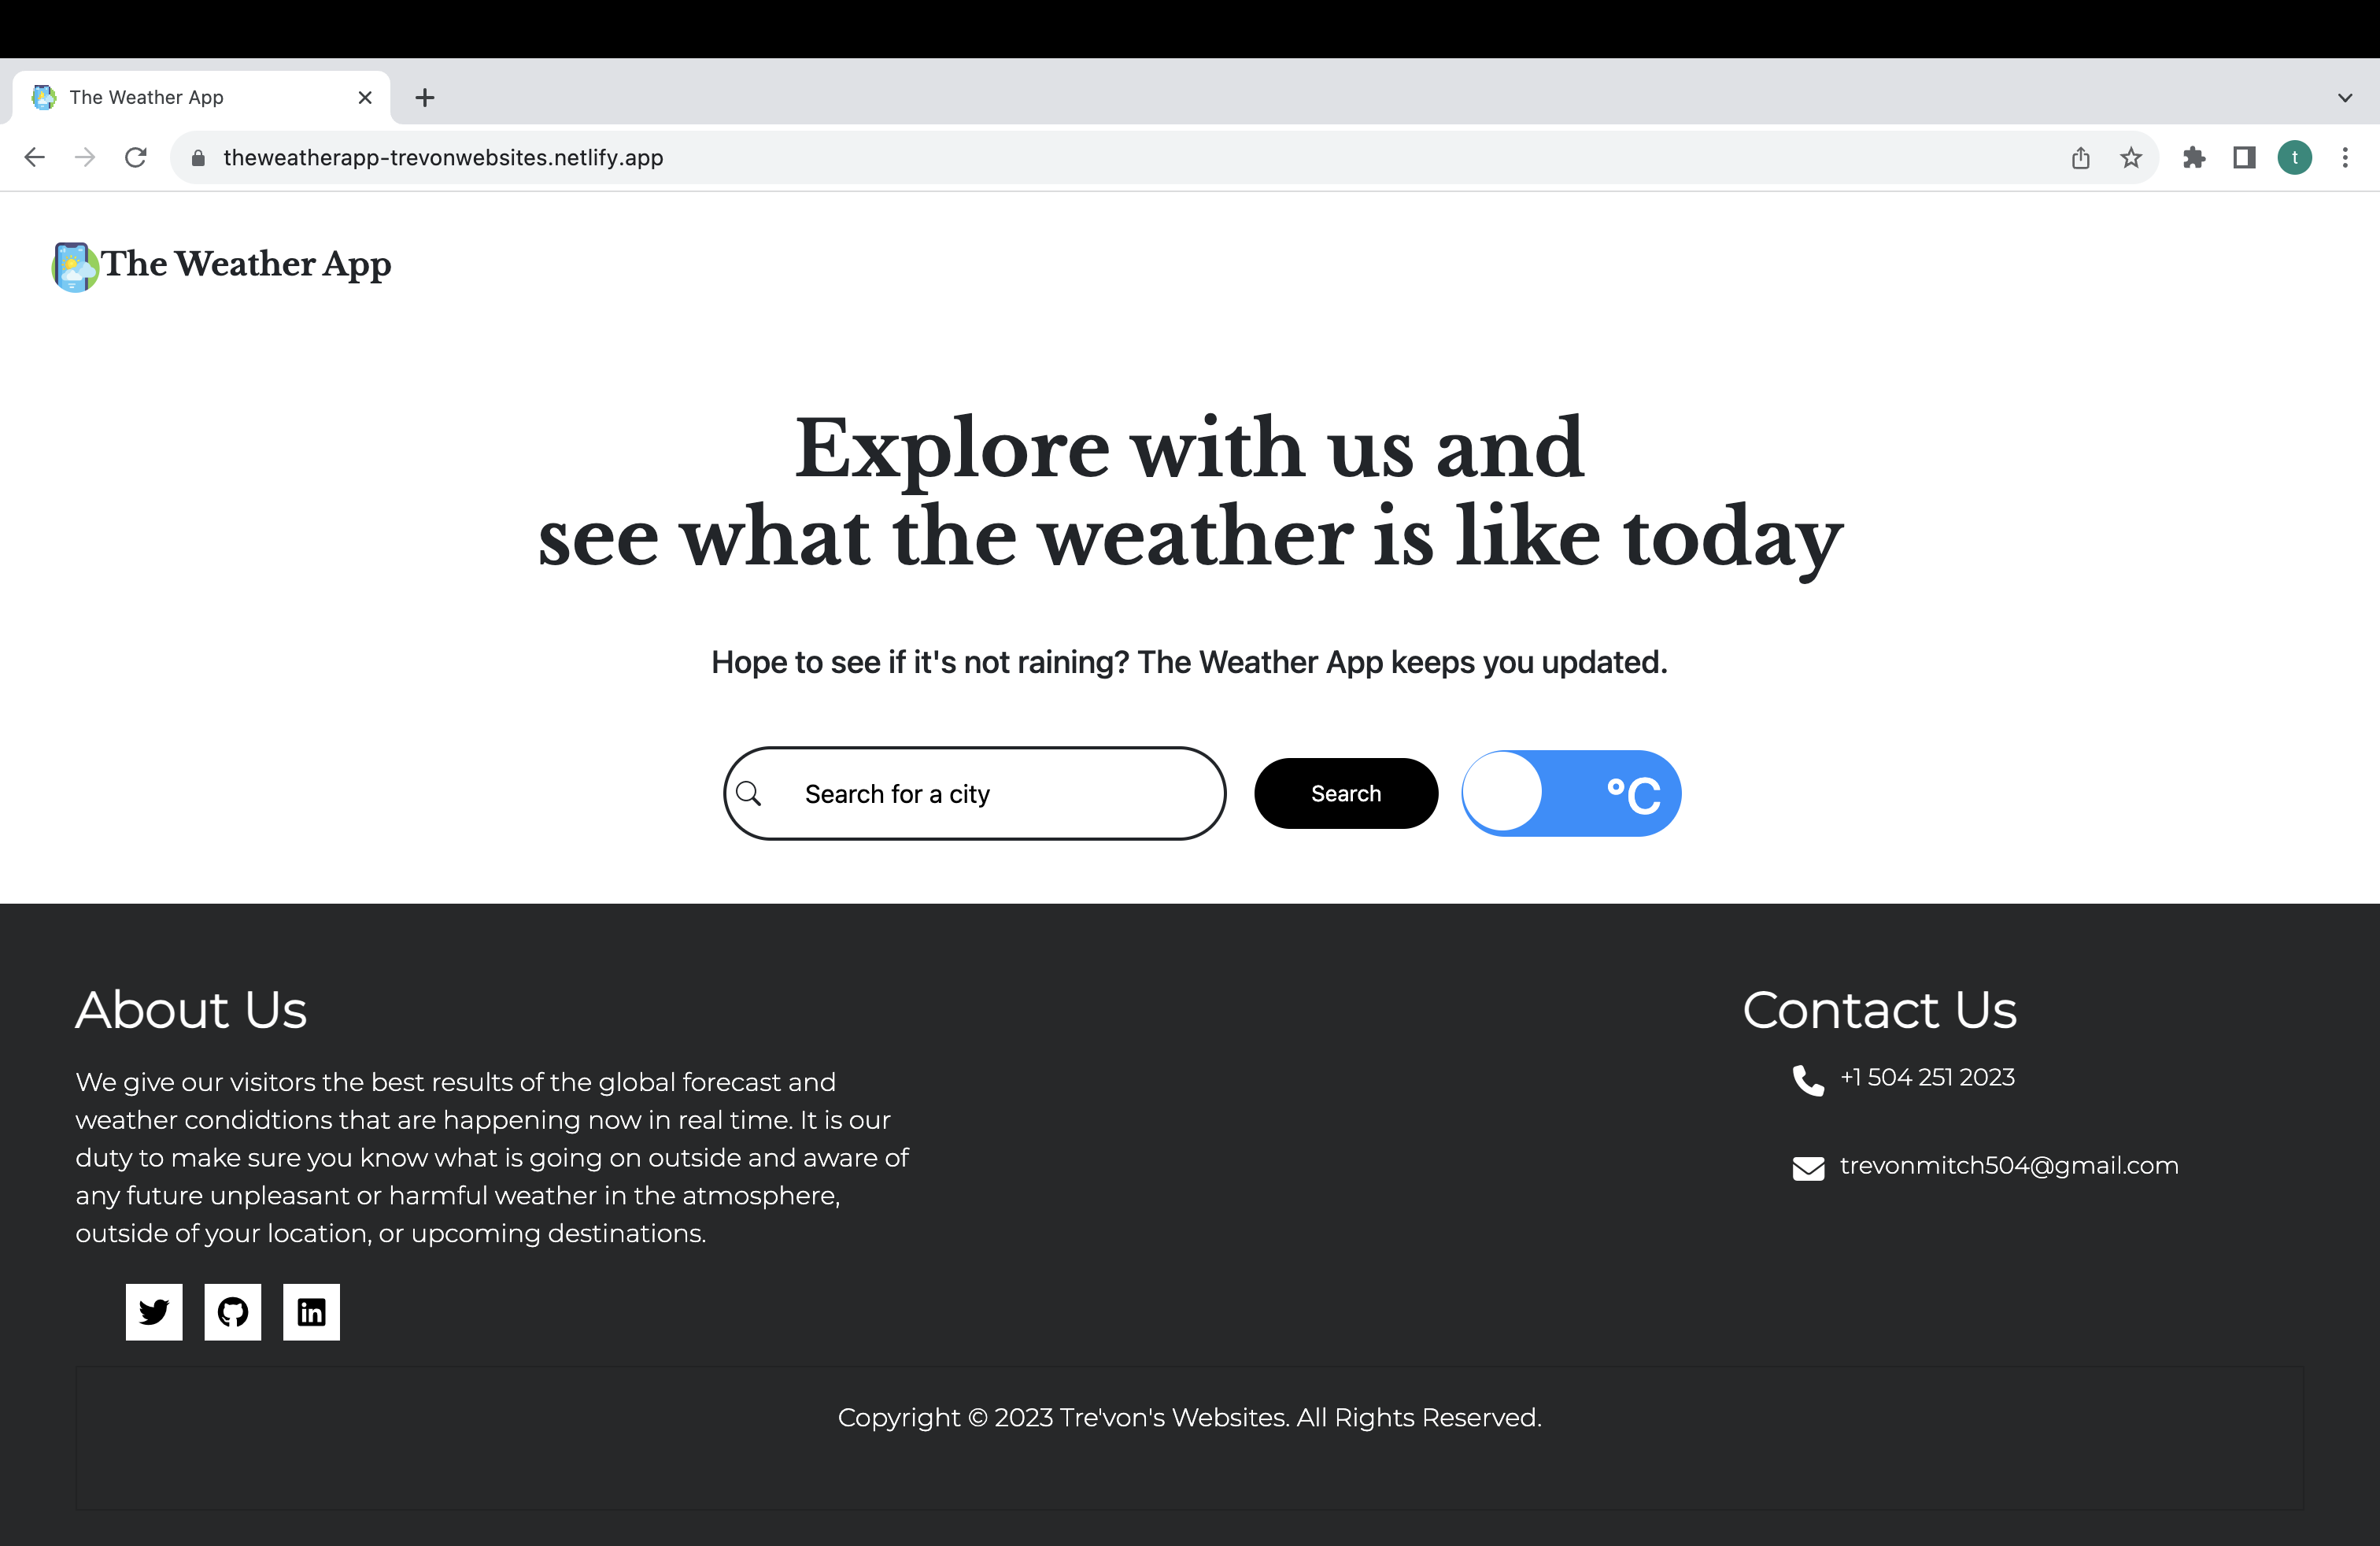 The Weather App
theweatherapp-trevonwebsites.netlify.app
t
The Weather App
Explore with us and
see what the weather is like today
Hope to see if it's not raining? The Weather App keeps you updated.
Search for a city
Search
°C
About Us
We give our visitors the best results of the global forecast and
weather condidtions that are happening now in real time. It is our
duty to make sure you know what is going on outside and aware of
any future unpleasant or harmful weather in the atmosphere,
outside of your location, or upcoming destinations.
Contact Us
+1 504 251 2023
trevonmitch504@gmail.com
in
Copyright © 2023 Tre'von's Websites. All Rights Reserved.